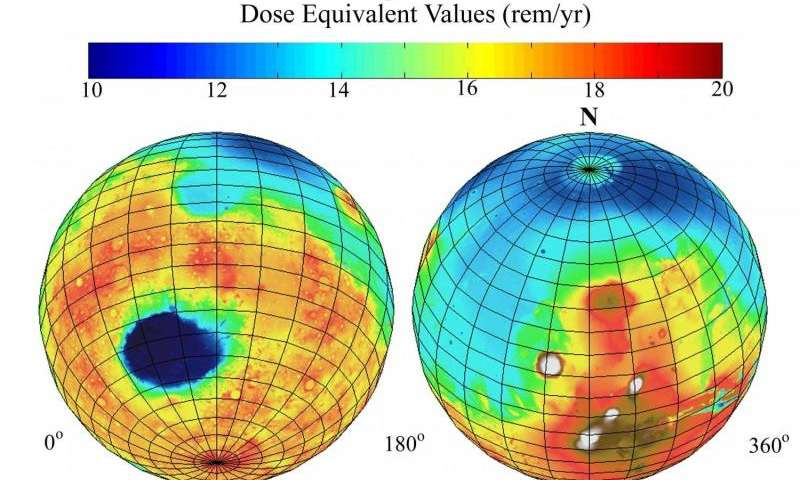 Dose Equivalent Values (rem/yr)
10 12 14 16 18 20
N
0° 180° 360°